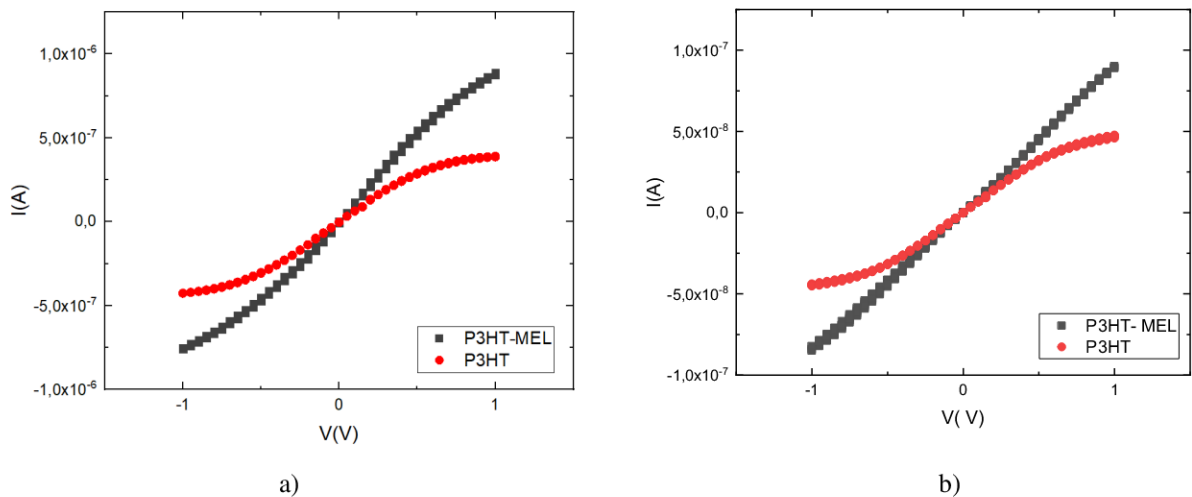 1,0x10⁻⁶
5,0x10⁻⁷
0,0
-5,0x10⁻⁷
-1,0x10⁻⁶
I(A)
-1 0 1
V(V)
P3HT-MEL
P3HT
a)
1,0x10⁻⁷
5,0x10⁻⁸
0,0
-5,0x10⁻⁸
-1,0x10⁻⁷
I(A)
-1 0 1
V( V)
P3HT- MEL
P3HT
b)